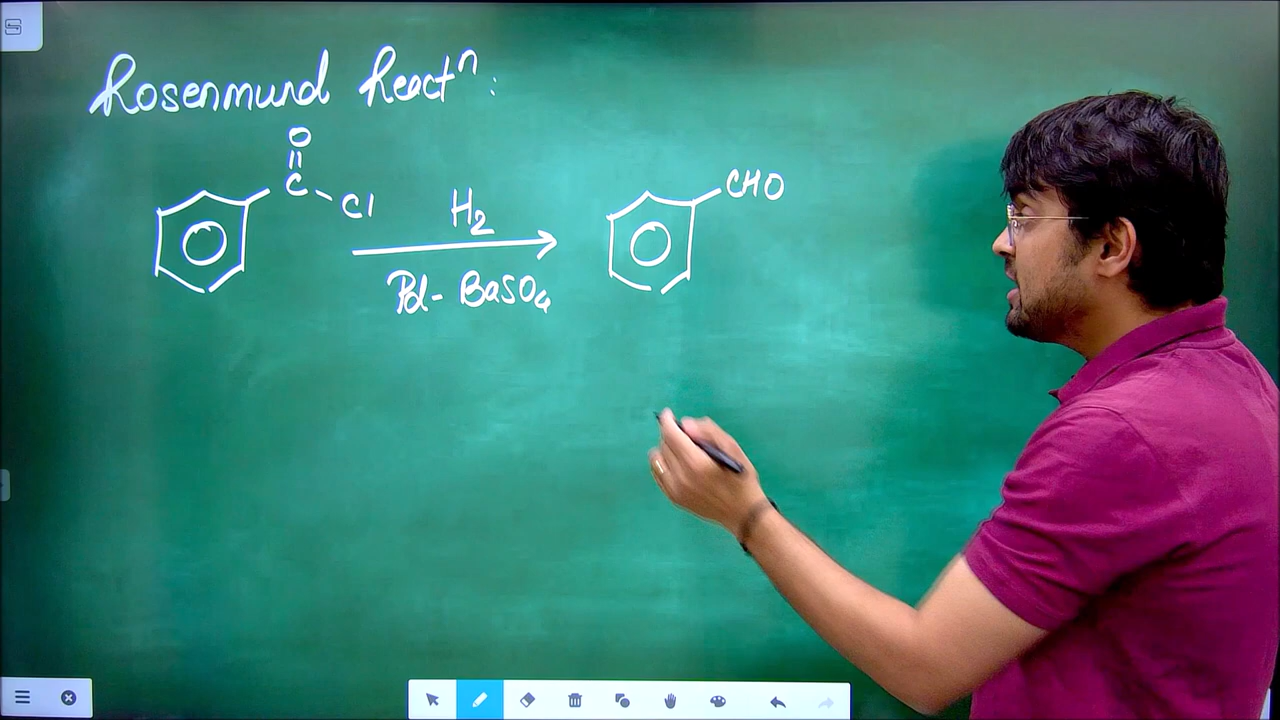 Rosenmund Reactⁿ:
O
C
Cl
H₂
CHO
Pd- BaSO₄